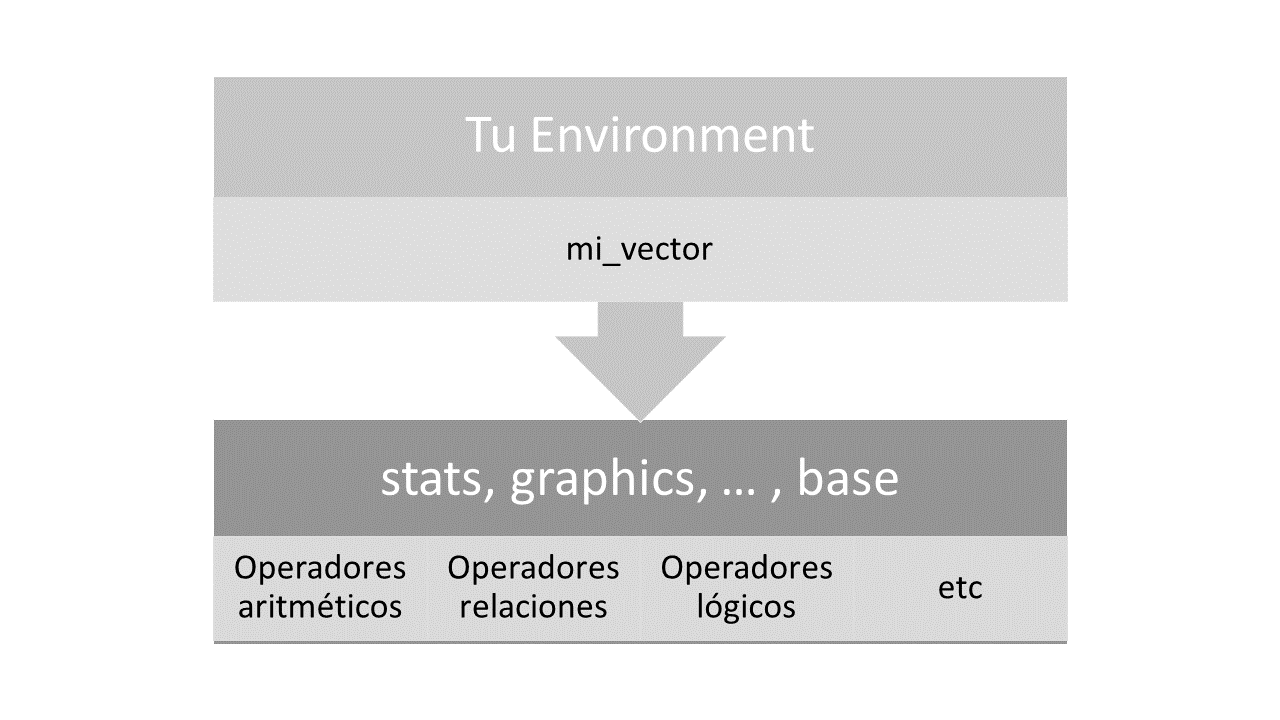 Tu Environment
mi_vector
stats, graphics, ... , base
Operadores
aritméticos
Operadores
relaciones
Operadores
lógicos
etc